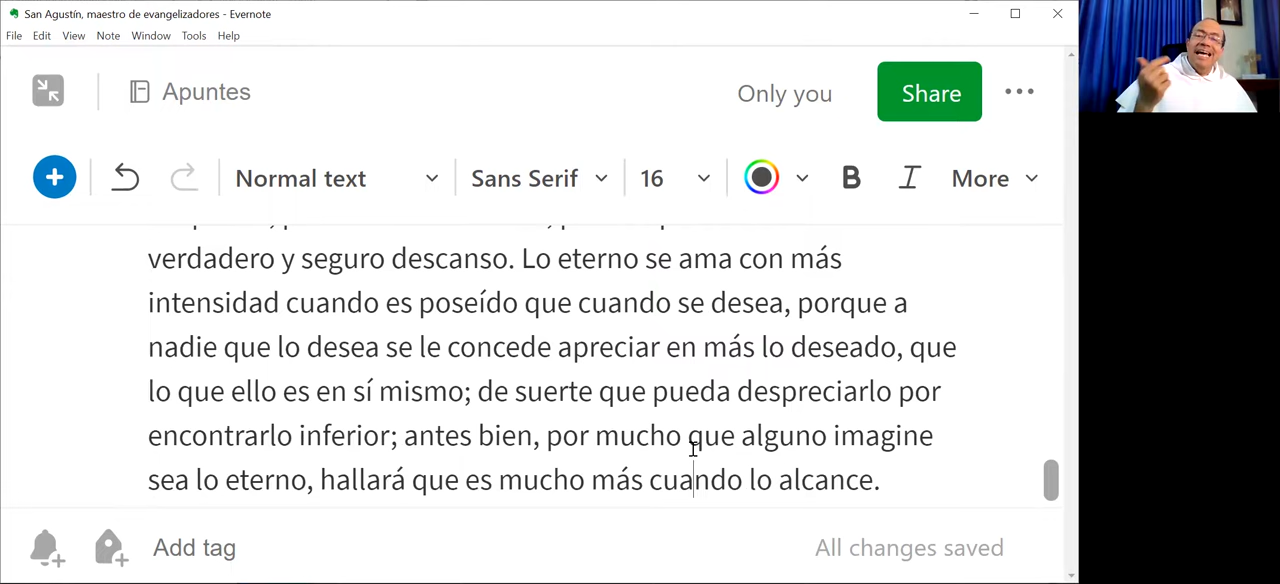 San Agustín, maestro de evangelizadores - Evernote
File Edit View Note Window Tools Help
Apuntes
Only you
Share
Normal text
Sans Serif
16
B
I
More
verdadero y seguro descanso. Lo eterno se ama con más
intensidad cuando es poseído que cuando se desea, porque a
nadie que lo desea se le concede apreciar en más lo deseado, que
lo que ello es en sí mismo; de suerte que pueda despreciarlo por
encontrarlo inferior; antes bien, por mucho que alguno imagine
sea lo eterno, hallará que es mucho más cuando lo alcance.
Add tag
All changes saved